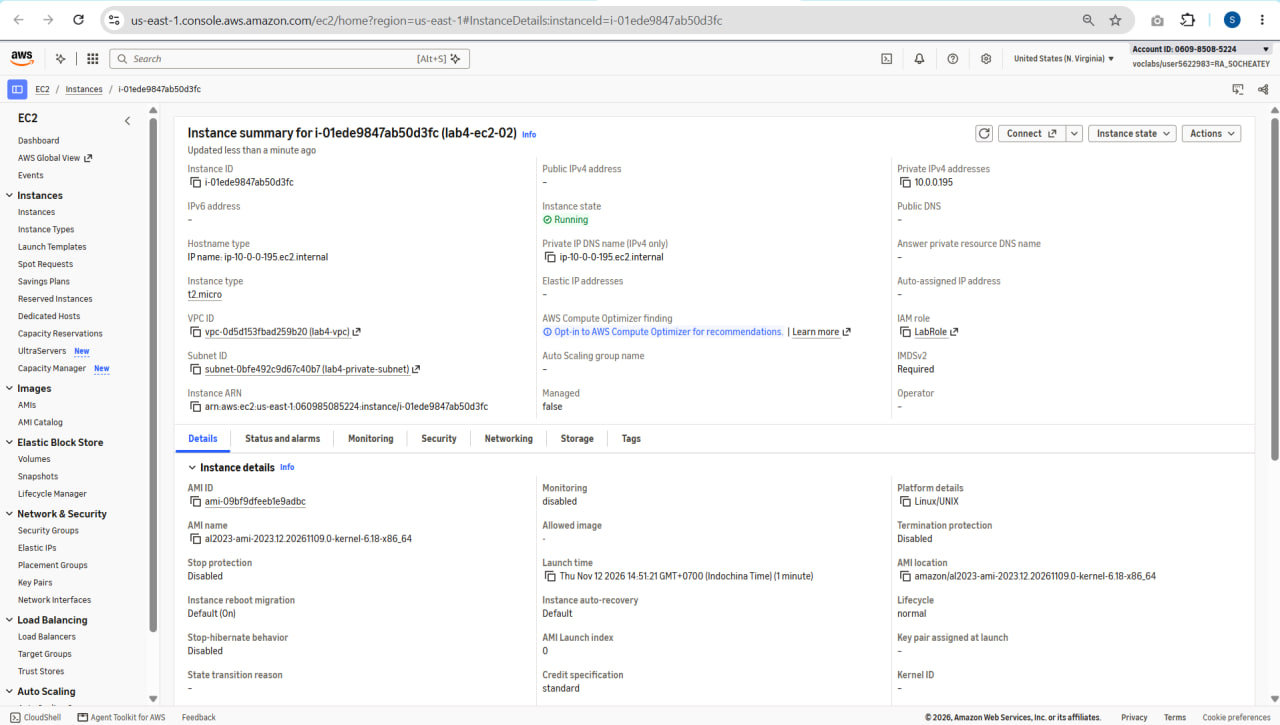 us-east-1.console.aws.amazon.com/ec2/home?region=us-east-1#InstanceDetails:instanceId=i-01ede9847ab50d3fc
S
aws
Search
[Alt+S]
United States (N. Virginia)
Account ID: 0609-8508-5224
voclabs/user5622983=RA_SOCHEATEY
EC2 / Instances / i-01ede9847ab50d3fc
EC2
Dashboard
AWS Global View
Events
Instances
Instances
Instance Types
Launch Templates
Spot Requests
Savings Plans
Reserved Instances
Dedicated Hosts
Capacity Reservations
UltraServers New
Capacity Manager New
Images
AMIs
AMI Catalog
Elastic Block Store
Volumes
Snapshots
Lifecycle Manager
Network & Security
Security Groups
Elastic IPs
Placement Groups
Key Pairs
Network Interfaces
Load Balancing
Load Balancers
Target Groups
Trust Stores
Auto Scaling
Instance summary for i-01ede9847ab50d3fc (lab4-ec2-02) Info
Updated less than a minute ago
Connect
Instance state
Actions
Instance ID
i-01ede9847ab50d3fc
Public IPv4 address
–
Private IPv4 addresses
10.0.0.195
IPv6 address
–
Instance state
Running
Public DNS
–
Hostname type
IP name: ip-10-0-0-195.ec2.internal
Private IP DNS name (IPv4 only)
ip-10-0-0-195.ec2.internal
Answer private resource DNS name
–
Instance type
t2.micro
Elastic IP addresses
–
Auto-assigned IP address
–
VPC ID
vpc-0d5d153fbad259b20 (lab4-vpc)
AWS Compute Optimizer finding
Opt-in to AWS Compute Optimizer for recommendations. | Learn more
IAM role
LabRole
Subnet ID
subnet-0bfe492c9d67c40b7 (lab4-private-subnet)
Auto Scaling group name
–
IMDSv2
Required
Instance ARN
arn:aws:ec2:us-east-1:060985085224:instance/i-01ede9847ab50d3fc
Managed
false
Operator
–
Details
Status and alarms
Monitoring
Security
Networking
Storage
Tags
Instance details Info
AMI ID
ami-09bf9dfeeb1e9adbc
Monitoring
disabled
Platform details
Linux/UNIX
AMI name
al2023-ami-2023.12.20261109.0-kernel-6.18-x86_64
Allowed image
-
Termination protection
Disabled
Stop protection
Disabled
Launch time
Thu Nov 12 2026 14:51:21 GMT+0700 (Indochina Time) (1 minute)
AMI location
amazon/al2023-ami-2023.12.20261109.0-kernel-6.18-x86_64
Instance reboot migration
Default (On)
Instance auto-recovery
Default
Lifecycle
normal
Stop-hibernate behavior
Disabled
AMI Launch index
0
Key pair assigned at launch
–
State transition reason
–
Credit specification
standard
Kernel ID
–
CloudShell
Agent Toolkit for AWS
Feedback
© 2026, Amazon Web Services, Inc. or its affiliates.
Privacy
Terms
Cookie preferences